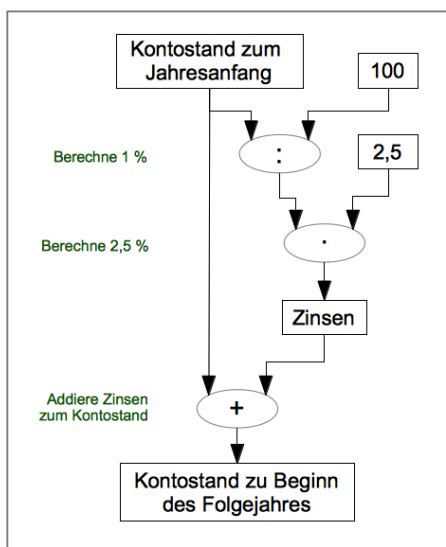 Kontostand zum
Jahresanfang
100
Berechne 1 %
:
2,5
Berechne 2,5 %
·
Zinsen
Addiere Zinsen
zum Kontostand
+
Kontostand zu Beginn
des Folgejahres